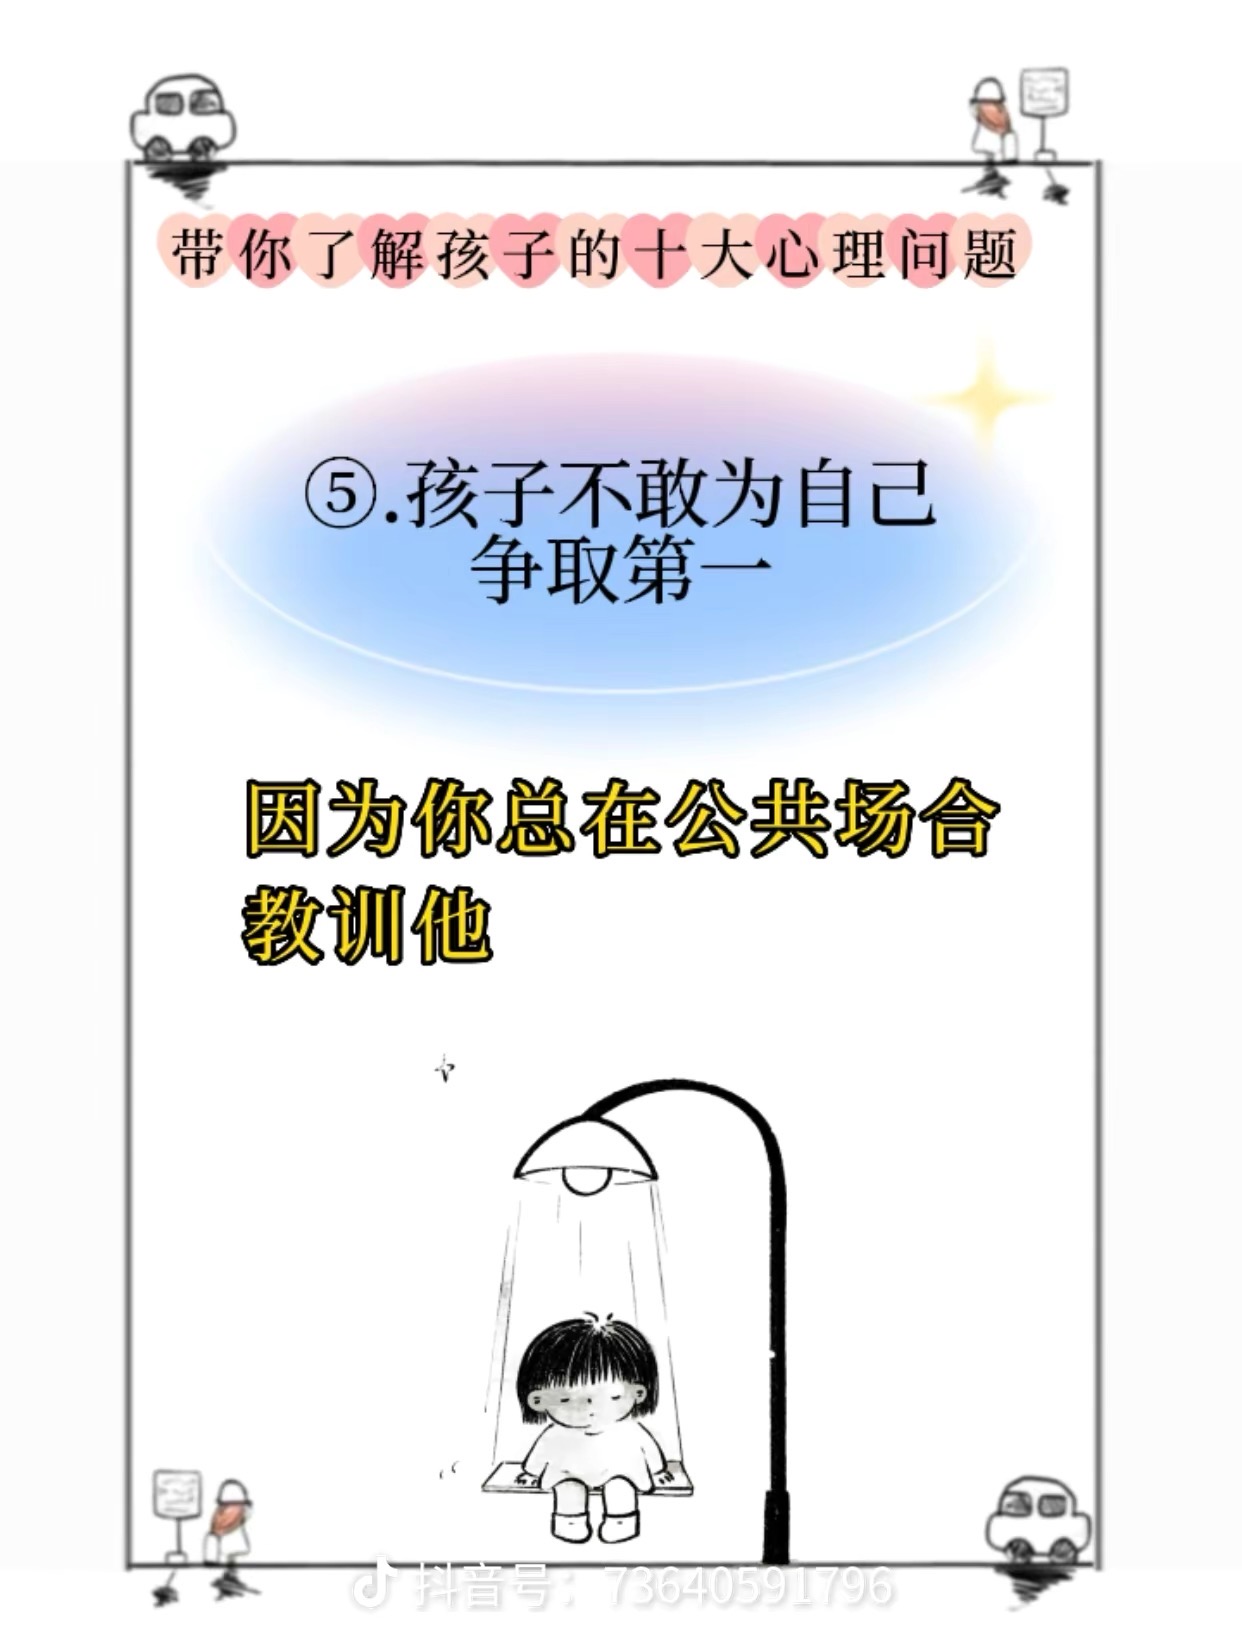 带你了解孩子的十大心理问题
⑤.孩子不敢为自己
争取第一
因为你总在公共场合
教训他
抖音号：73640591796